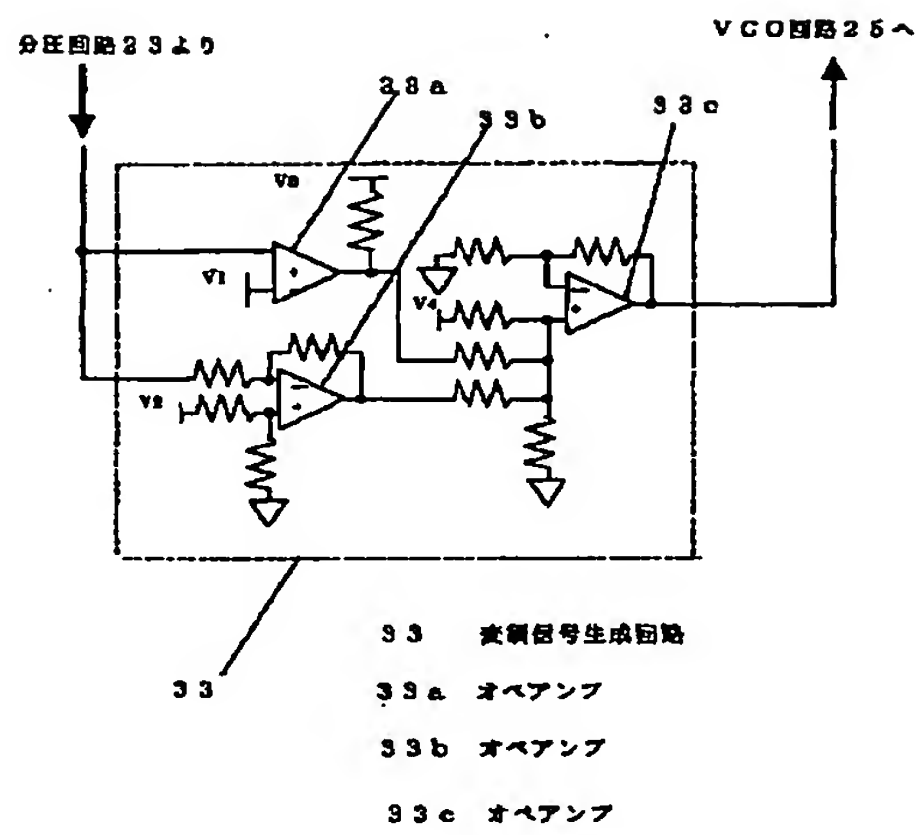 分圧回路23より
VCO回路25へ
33a
33b
33c
V3
V1
V4
V2
33
33 変調信号生成回路
33a オペアンプ
33b オペアンプ
33c オペアンプ